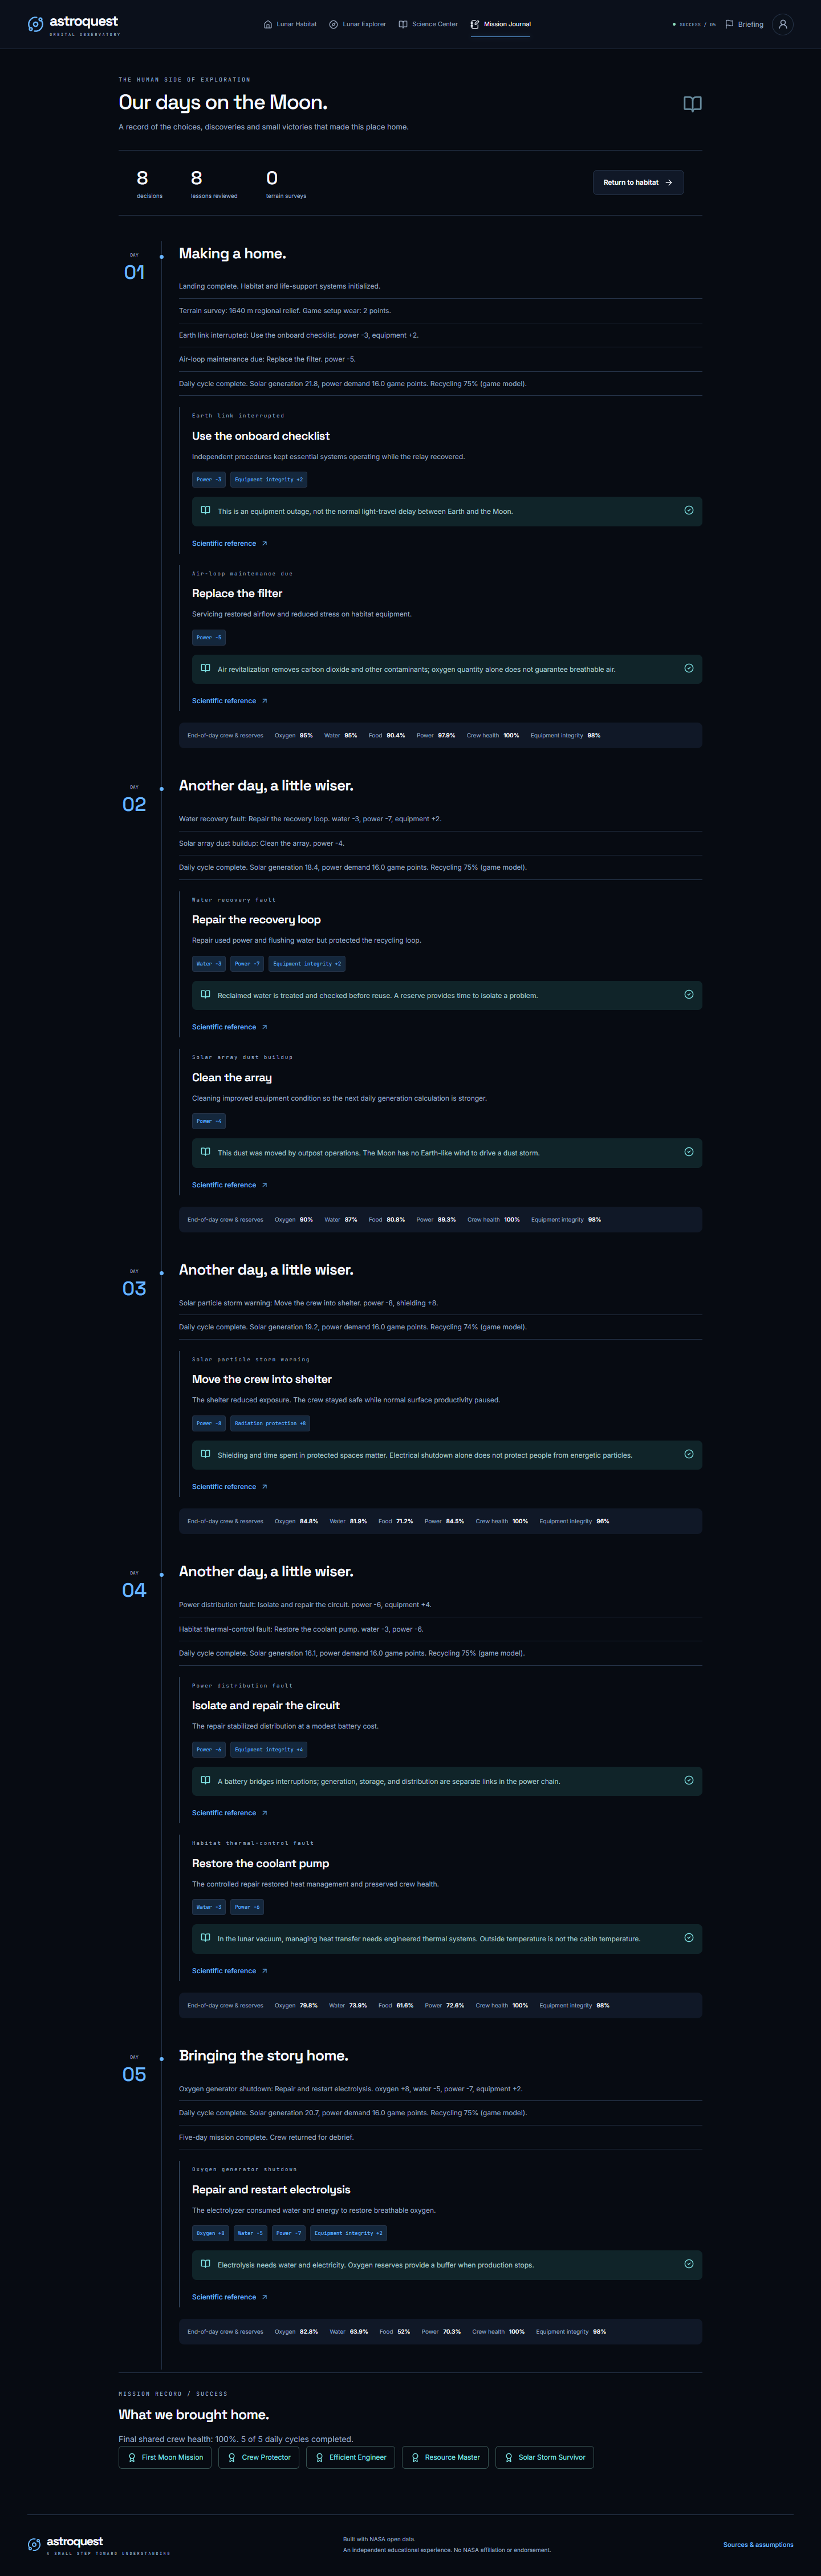 astroquest
ORBITAL OBSERVATORY
Lunar Habitat
Lunar Explorer
Science Center
Mission Journal
SUCCESS / 05
Briefing
THE HUMAN SIDE OF EXPLORATION
Our days on the Moon.
A record of the choices, discoveries and small victories that made this place home.
8
decisions
8
lessons reviewed
0
terrain surveys
Return to habitat
DAY
01
Making a home.
Landing complete. Habitat and life-support systems initialized.
Terrain survey: 1640 m regional relief. Game setup wear: 2 points.
Earth link interrupted: Use the onboard checklist. power -3, equipment +2.
Air-loop maintenance due: Replace the filter. power -5.
Daily cycle complete. Solar generation 21.8, power demand 16.0 game points. Recycling 75% (game model).
Earth link interrupted
Use the onboard checklist
Independent procedures kept essential systems operating while the relay recovered.
Power -3
Equipment integrity +2
This is an equipment outage, not the normal light-travel delay between Earth and the Moon.
Scientific reference
Air-loop maintenance due
Replace the filter
Servicing restored airflow and reduced stress on habitat equipment.
Power -5
Air revitalization removes carbon dioxide and other contaminants; oxygen quantity alone does not guarantee breathable air.
Scientific reference
End-of-day crew & reserves Oxygen 95% Water 95% Food 90.4% Power 97.9% Crew health 100% Equipment integrity 98%
DAY
02
Another day, a little wiser.
Water recovery fault: Repair the recovery loop. water -3, power -7, equipment +2.
Solar array dust buildup: Clean the array. power -4.
Daily cycle complete. Solar generation 18.4, power demand 16.0 game points. Recycling 75% (game model).
Water recovery fault
Repair the recovery loop
Repair used power and flushing water but protected the recycling loop.
Water -3
Power -7
Equipment integrity +2
Reclaimed water is treated and checked before reuse. A reserve provides time to isolate a problem.
Scientific reference
Solar array dust buildup
Clean the array
Cleaning improved equipment condition so the next daily generation calculation is stronger.
Power -4
This dust was moved by outpost operations. The Moon has no Earth-like wind to drive a dust storm.
Scientific reference
End-of-day crew & reserves Oxygen 90% Water 87% Food 80.8% Power 89.3% Crew health 100% Equipment integrity 98%
DAY
03
Another day, a little wiser.
Solar particle storm warning: Move the crew into shelter. power -8, shielding +8.
Daily cycle complete. Solar generation 19.2, power demand 16.0 game points. Recycling 74% (game model).
Solar particle storm warning
Move the crew into shelter
The shelter reduced exposure. The crew stayed safe while normal surface productivity paused.
Power -8
Radiation protection +8
Shielding and time spent in protected spaces matter. Electrical shutdown alone does not protect people from energetic particles.
Scientific reference
End-of-day crew & reserves Oxygen 84.8% Water 81.9% Food 71.2% Power 84.5% Crew health 100% Equipment integrity 96%
DAY
04
Another day, a little wiser.
Power distribution fault: Isolate and repair the circuit. power -6, equipment +4.
Habitat thermal-control fault: Restore the coolant pump. water -3, power -6.
Daily cycle complete. Solar generation 16.1, power demand 16.0 game points. Recycling 75% (game model).
Power distribution fault
Isolate and repair the circuit
The repair stabilized distribution at a modest battery cost.
Power -6
Equipment integrity +4
A battery bridges interruptions; generation, storage, and distribution are separate links in the power chain.
Scientific reference
Habitat thermal-control fault
Restore the coolant pump
The controlled repair restored heat management and preserved crew health.
Water -3
Power -6
In the lunar vacuum, managing heat transfer needs engineered thermal systems. Outside temperature is not the cabin temperature.
Scientific reference
End-of-day crew & reserves Oxygen 79.8% Water 73.9% Food 61.6% Power 72.6% Crew health 100% Equipment integrity 98%
DAY
05
Bringing the story home.
Oxygen generator shutdown: Repair and restart electrolysis. oxygen +8, water -5, power -7, equipment +2.
Daily cycle complete. Solar generation 20.7, power demand 16.0 game points. Recycling 75% (game model).
Five-day mission complete. Crew returned for debrief.
Oxygen generator shutdown
Repair and restart electrolysis
The electrolyzer consumed water and energy to restore breathable oxygen.
Oxygen +8
Water -5
Power -7
Equipment integrity +2
Electrolysis needs water and electricity. Oxygen reserves provide a buffer when production stops.
Scientific reference
End-of-day crew & reserves Oxygen 82.8% Water 63.9% Food 52% Power 70.3% Crew health 100% Equipment integrity 98%
MISSION RECORD / SUCCESS
What we brought home.
Final shared crew health: 100%. 5 of 5 daily cycles completed.
First Moon Mission
Crew Protector
Efficient Engineer
Resource Master
Solar Storm Survivor
astroquest
A SMALL STEP TOWARD UNDERSTANDING
Built with NASA open data.
An independent educational experience. No NASA affiliation or endorsement.
Sources & assumptions